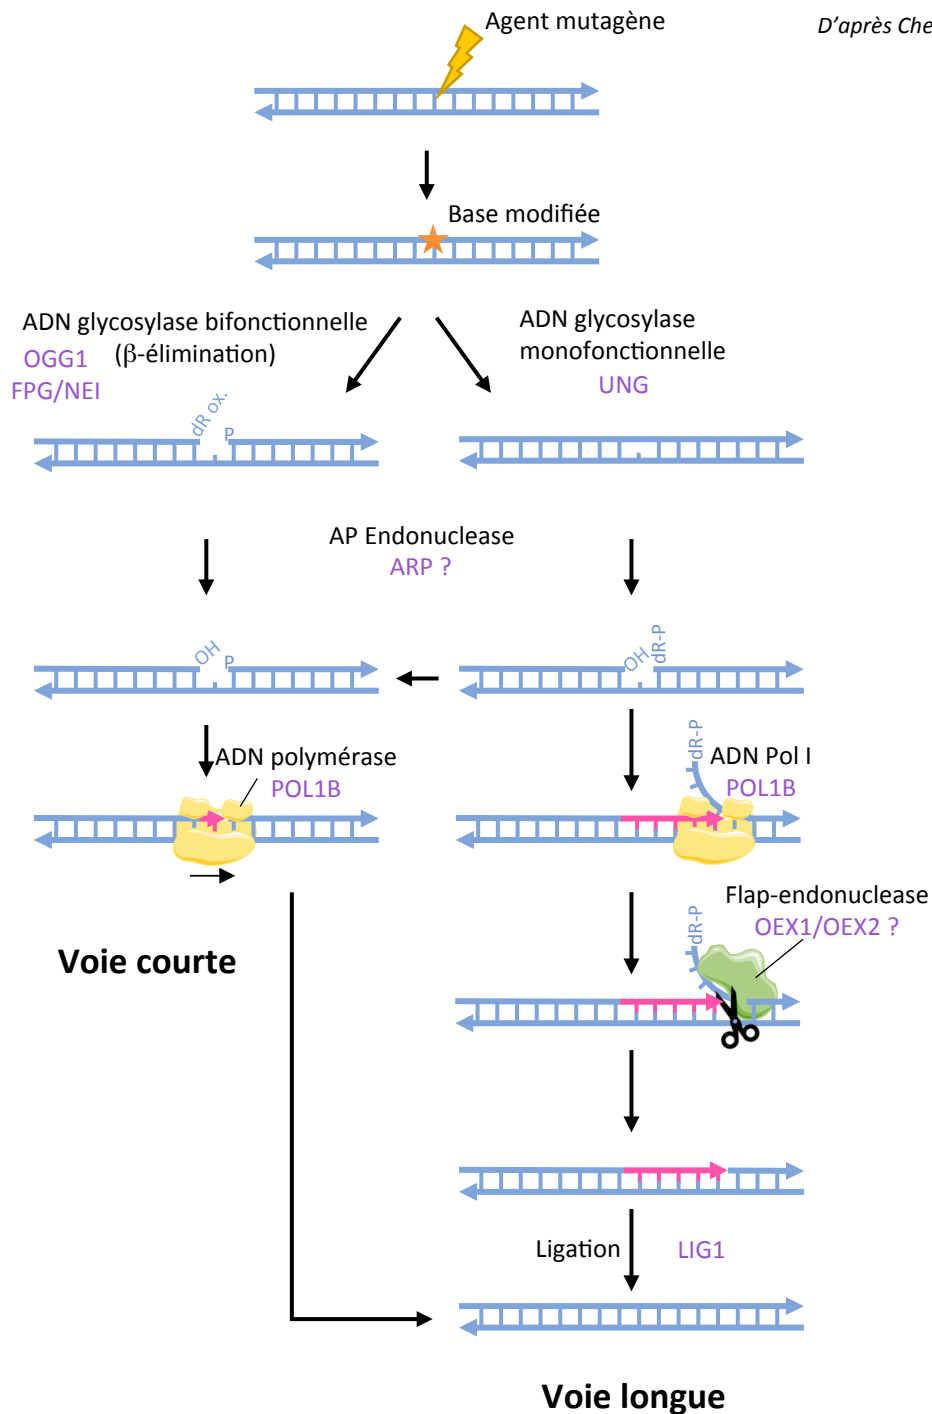 Agent mutagène
D'après Che
Base modifiée
ADN glycosylase bifonctionnelle
(β-élimination)
OGG1
FPG/NEI
ADN glycosylase
monofonctionnelle
UNG
dR ox.
P
AP Endonuclease
ARP ?
OH
P
OH
dR-P
ADN polymérase
POL1B
dR-P
ADN Pol I
POL1B
Flap-endonuclease
OEX1/OEX2 ?
dR-P
Voie courte
Ligation
LIG1
Voie longue